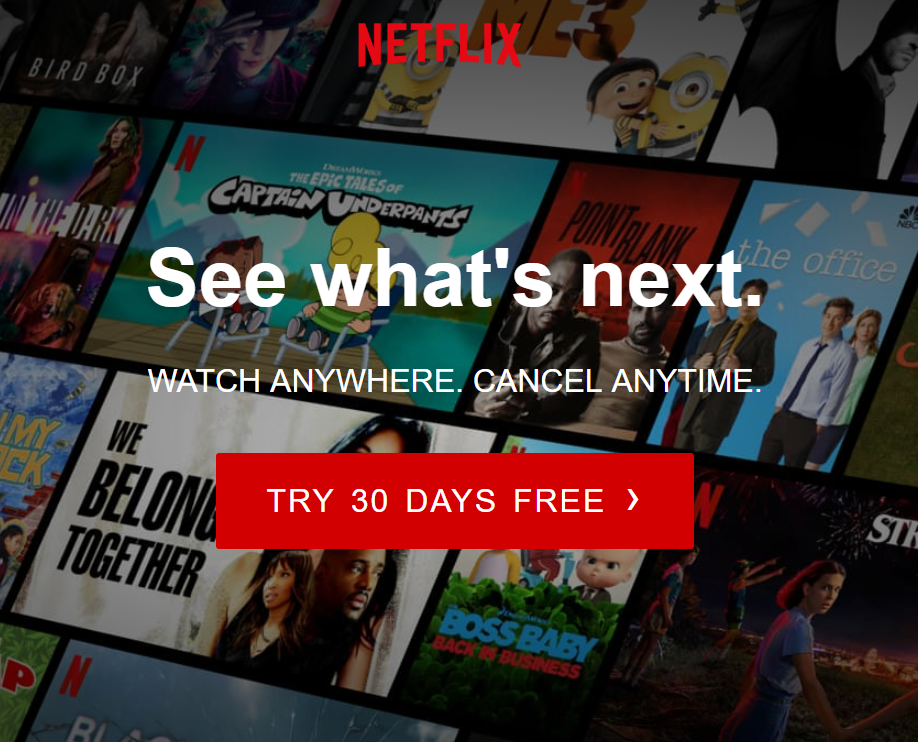 NETFLIX
ME3
BIRD BOX
N
DREAMWORKS
THE EPIC TALES OF
CAPTAIN UNDERPANTS
IN THE DARK
POINT BLANK
NBC
the office
See what's next.
WATCH ANYWHERE. CANCEL ANYTIME.
MY
WE
BELONG
TOGETHER
TRY 30 DAYS FREE ›
N
BOSS BABY
BACK IN BUSINESS
N